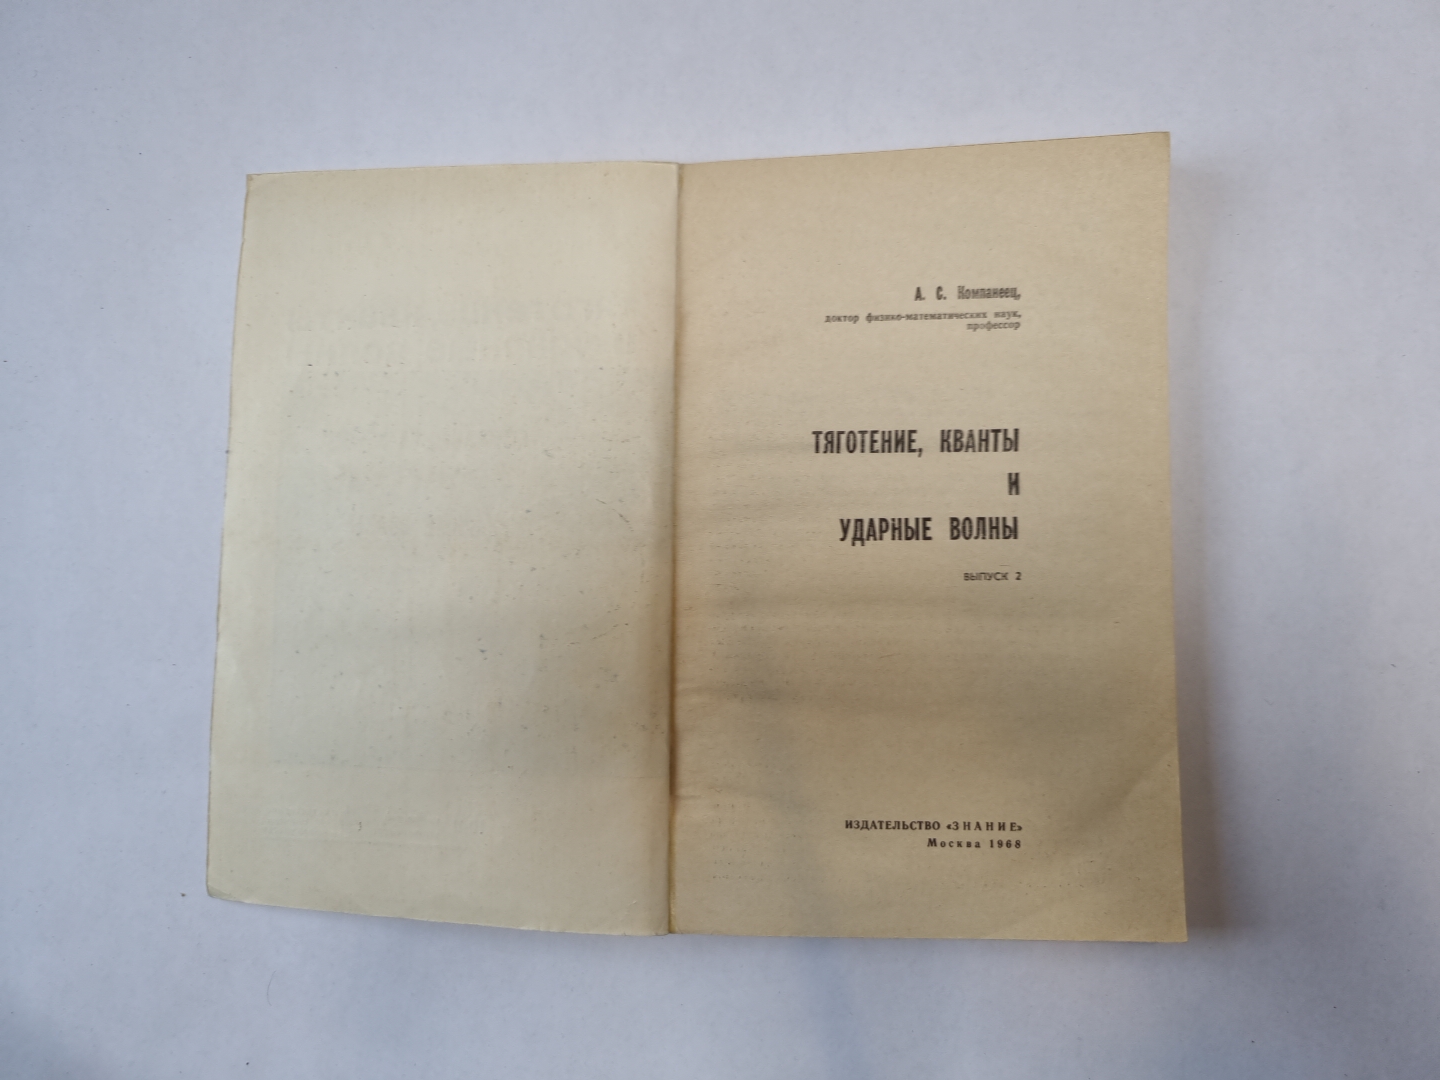 А. С. Компанеец,
доктор физико-математических наук,
профессор
ТЯГОТЕНИЕ, КВАНТЫ
И
УДАРНЫЕ ВОЛНЫ
ВЫПУСК 2
ИЗДАТЕЛЬСТВО «ЗНАНИЕ»
Москва 1968